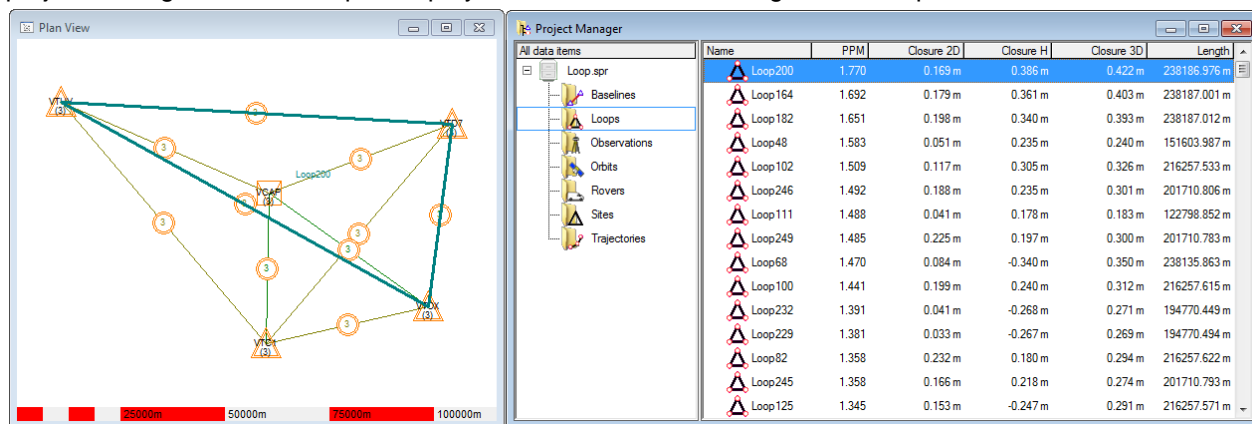 Plan View
3
3
3
(3)
(3)
Loop200
VCAP
(3)
3
3
3
3
3
VTC1
(3)
(3)
25000m 50000m 75000m 100000m
Project Manager
All data items
Loop.spr
Baselines
Loops
Observations
Orbits
Rovers
Sites
Trajectories
Name PPM Closure 2D Closure H Closure 3D Length
Loop200 1.770 0.169 m 0.386 m 0.422 m 238186.976 m
Loop164 1.692 0.179 m 0.361 m 0.403 m 238187.001 m
Loop182 1.651 0.198 m 0.340 m 0.393 m 238187.012 m
Loop48 1.583 0.051 m 0.235 m 0.240 m 151603.987 m
Loop102 1.509 0.117 m 0.305 m 0.326 m 216257.533 m
Loop246 1.492 0.188 m 0.235 m 0.301 m 201710.806 m
Loop111 1.488 0.041 m 0.178 m 0.183 m 122798.852 m
Loop249 1.485 0.225 m 0.197 m 0.300 m 201710.783 m
Loop68 1.470 0.084 m -0.340 m 0.350 m 238135.863 m
Loop100 1.441 0.199 m 0.240 m 0.312 m 216257.615 m
Loop232 1.391 0.041 m -0.268 m 0.271 m 194770.449 m
Loop229 1.381 0.033 m -0.267 m 0.269 m 194770.494 m
Loop82 1.358 0.232 m 0.180 m 0.294 m 216257.622 m
Loop245 1.358 0.166 m 0.218 m 0.274 m 201710.793 m
Loop125 1.345 0.153 m -0.247 m 0.291 m 216257.571 m